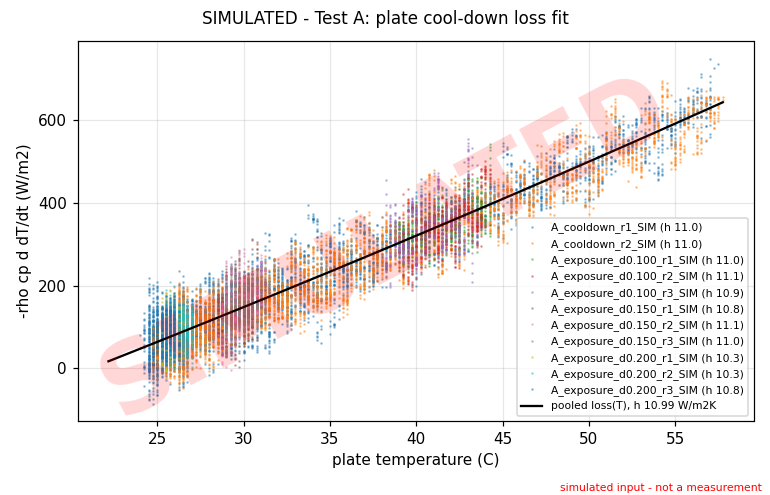 SIMULATED - Test A: plate cool-down loss fit
SIMULATED
-rho cp d dT/dt (W/m2)
600
400
200
0
25
30
35
40
45
50
55
plate temperature (C)
A_cooldown_r1_SIM (h 11.0)
A_cooldown_r2_SIM (h 11.0)
A_exposure_d0.100_r1_SIM (h 11.0)
A_exposure_d0.100_r2_SIM (h 11.1)
A_exposure_d0.100_r3_SIM (h 10.9)
A_exposure_d0.150_r1_SIM (h 10.8)
A_exposure_d0.150_r2_SIM (h 11.1)
A_exposure_d0.150_r3_SIM (h 11.0)
A_exposure_d0.200_r1_SIM (h 10.3)
A_exposure_d0.200_r2_SIM (h 10.3)
A_exposure_d0.200_r3_SIM (h 10.8)
pooled loss(T), h 10.99 W/m2K
simulated input - not a measurement